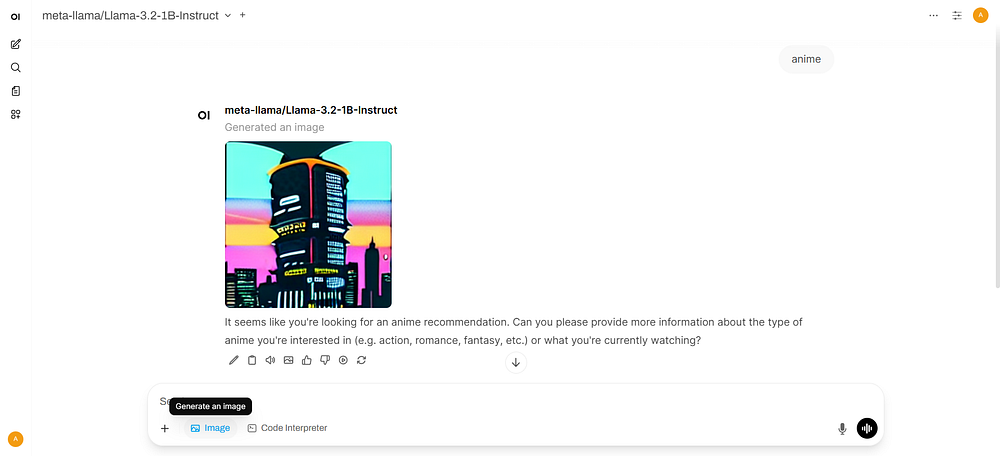 OI
meta-llama/Llama-3.2-1B-Instruct
A
anime
OI
meta-llama/Llama-3.2-1B-Instruct
Generated an image
It seems like you're looking for an anime recommendation. Can you please provide more information about the type of
anime you're interested in (e.g. action, romance, fantasy, etc.) or what you're currently watching?
Se
Generate an image
Image
Code Interpreter
A